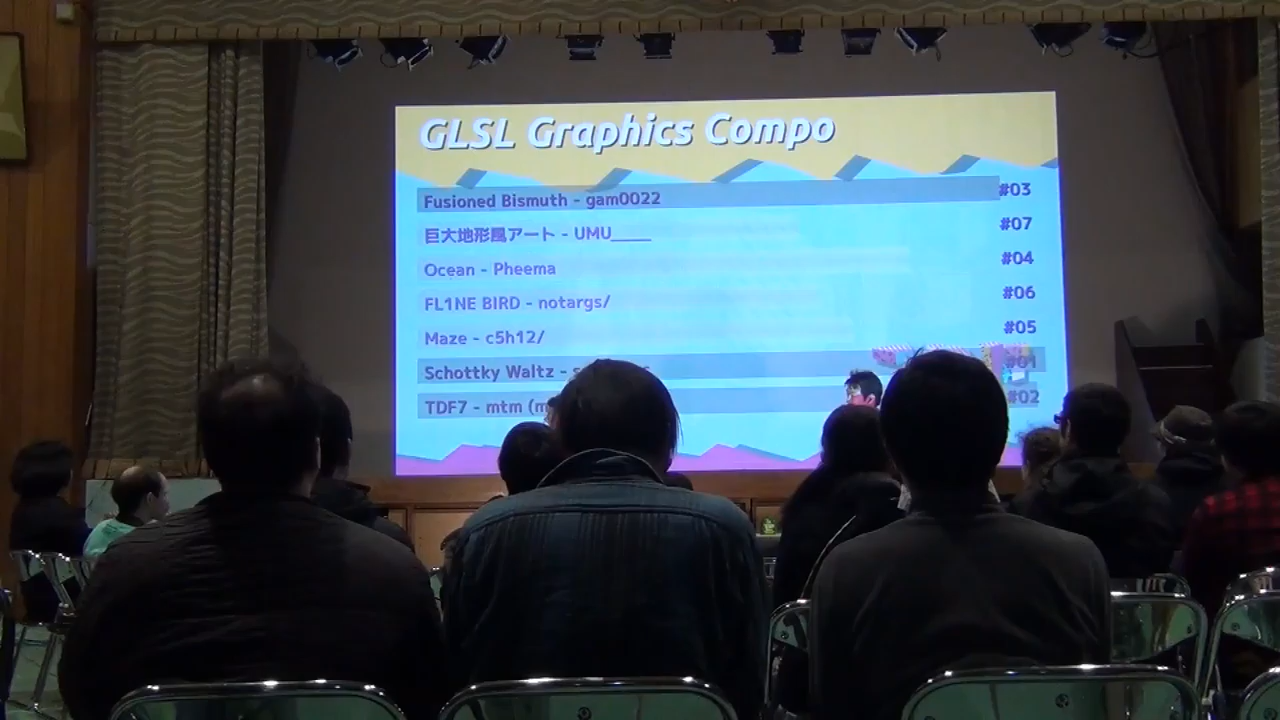 GLSL Graphics Compo
Fusioned Bismuth - gam0022 #03
巨大地形風アート - UMU____ #07
Ocean - Pheema #04
FL1NE BIRD - notargs/ #06
Maze - c5h12/ #05
Schottky Waltz - #01
TDF7 - mtm #02